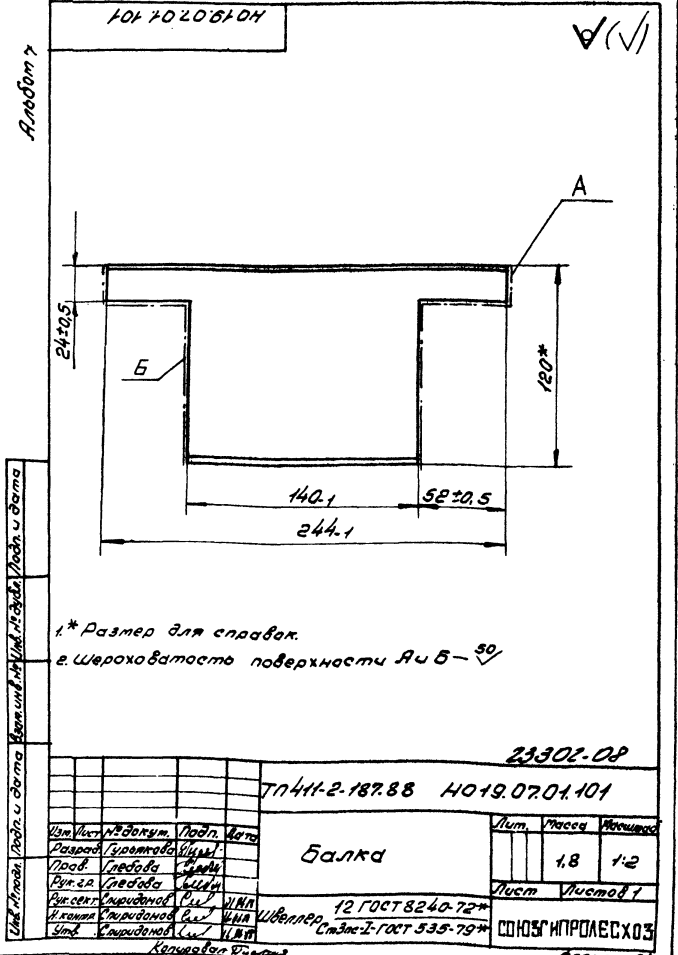 НО19.07.01.101
Альбом 7
(√)
А
24±0,5
Б
120*
140-1
52±0,5
244-1
1.* Размер для справок.
2. Шероховатость поверхности А и Б – 50
23302-08
ТП 411-2-187.88 НО19.07.01.101
Изм. Лист № докум. Подп. Дата
Разраб. Гурьянова
Пров. Глебова
Рук. гр. Глебова
Рук. сект. Спиридонов
Н. контр. Спиридонов
Утв. Спиридонов
Балка
Лит. Масса Масштаб
1,8 1:2
Лист Листов 1
Швеллер 12 ГОСТ 8240-72*
Ст3пс-I-ГОСТ 535-79*
СОЮЗГИПРОЛЕСХОЗ
Копировал
Инв. № подл. Подп. и дата Взам. инв. № Инв. № дубл. Подп. и дата